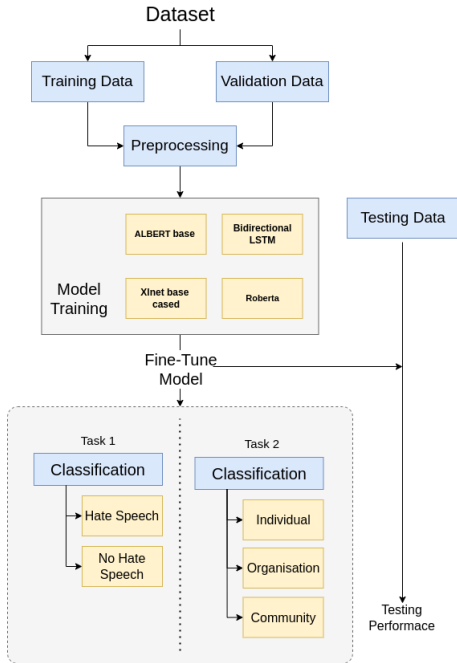 Dataset
Training Data
Validation Data
Preprocessing
Testing Data
Model
Training
ALBERT base
Bidirectional
LSTM
Xlnet base
cased
Roberta
Fine-Tune
Model
Task 1
Classification
Hate Speech
No Hate
Speech
Task 2
Classification
Individual
Organisation
Community
Testing
Performace